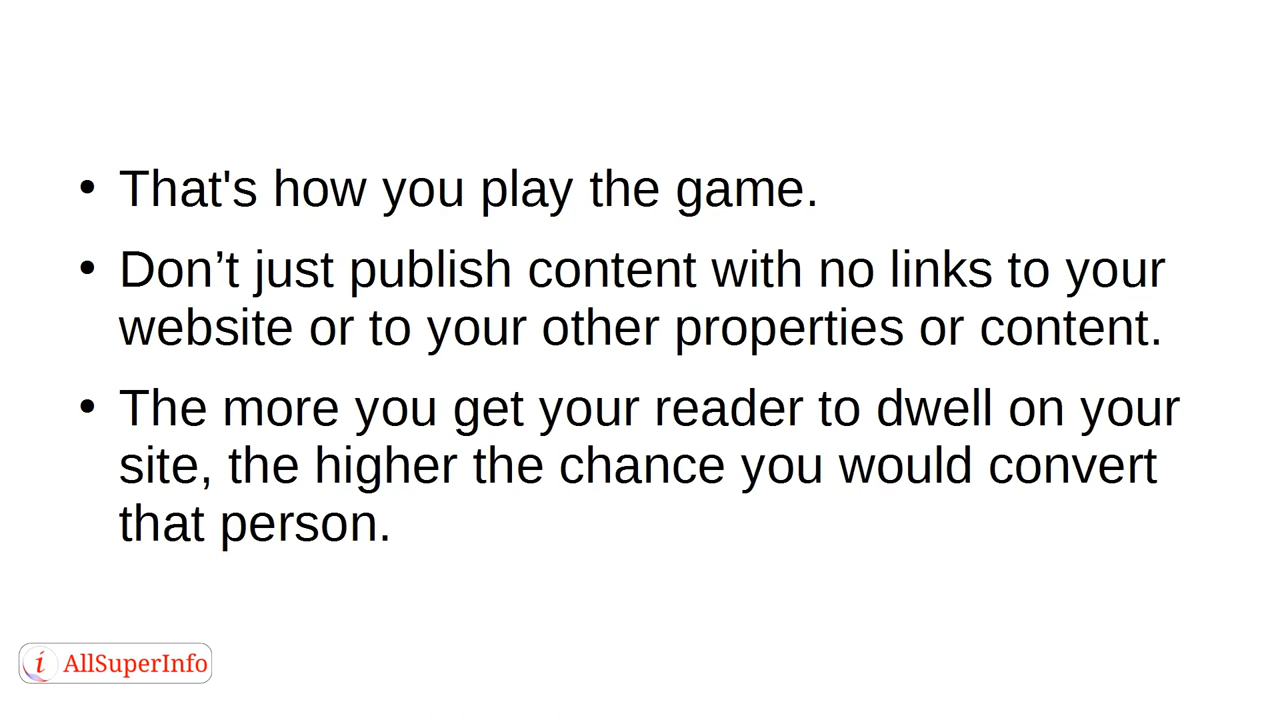 • That's how you play the game.
• Don’t just publish content with no links to your
website or to your other properties or content.
• The more you get your reader to dwell on your
site, the higher the chance you would convert
that person.
i AllSuperInfo